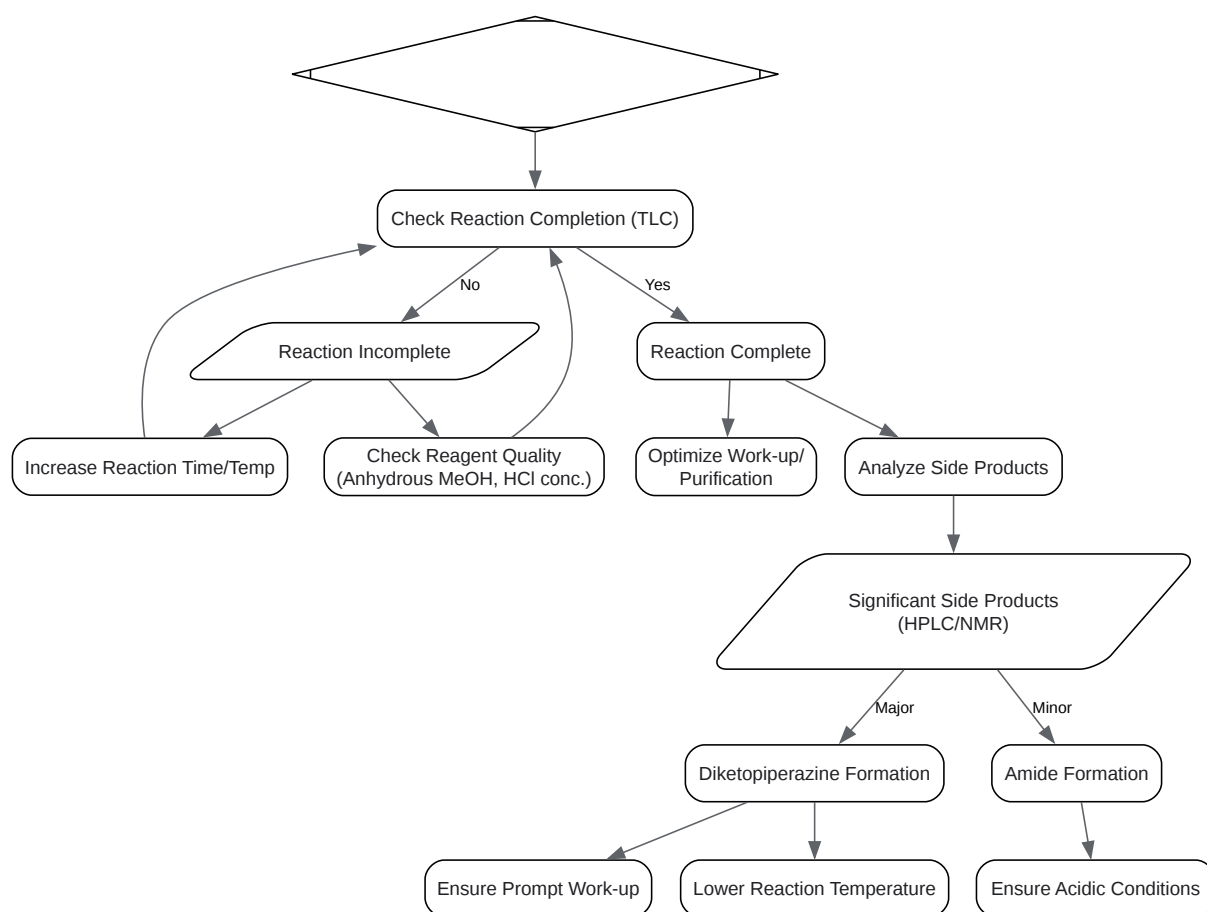 Check Reaction Completion (TLC)
No
Yes
Reaction Incomplete
Reaction Complete
Increase Reaction Time/Temp
Check Reagent Quality
(Anhydrous MeOH, HCl conc.)
Optimize Work-up/
Purification
Analyze Side Products
Significant Side Products
(HPLC/NMR)
Major
Minor
Diketopiperazine Formation
Amide Formation
Ensure Prompt Work-up
Lower Reaction Temperature
Ensure Acidic Conditions